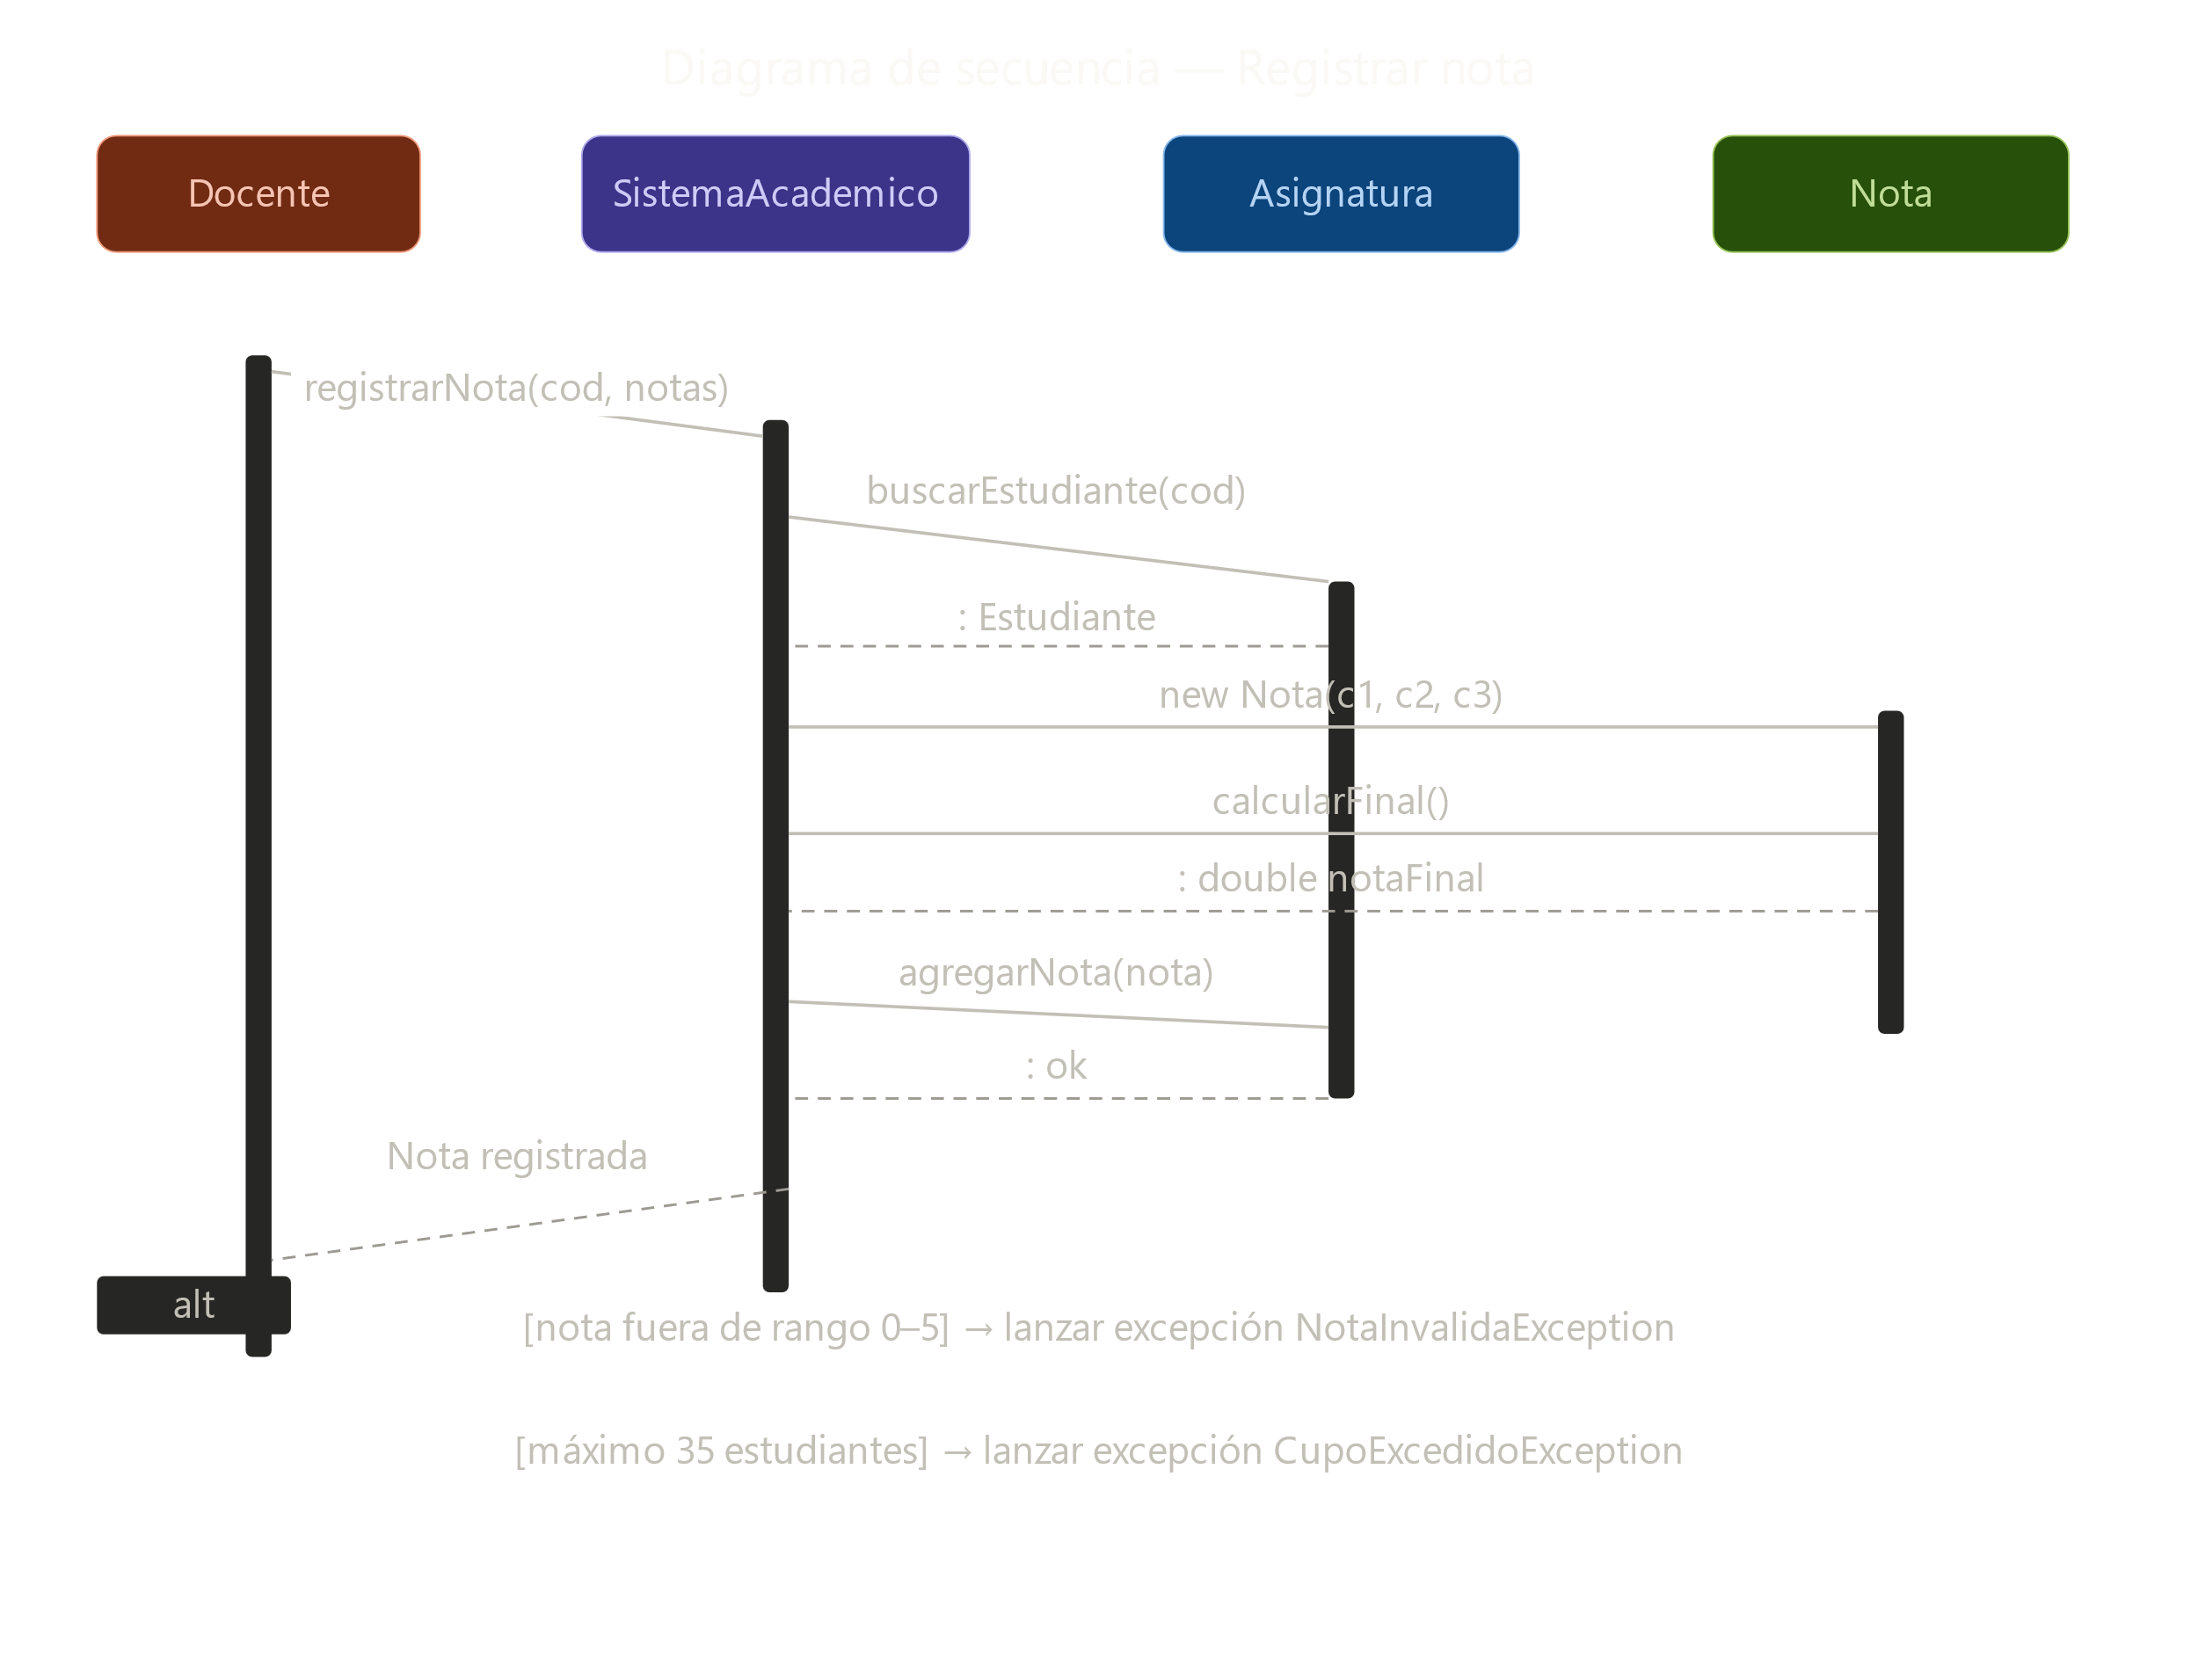 Diagrama de secuencia — Registrar nota
Docente
SistemaAcademico
Asignatura
Nota
registrarNota(cod, notas)
buscarEstudiante(cod)
: Estudiante
new Nota(c1, c2, c3)
calcularFinal()
: double notaFinal
agregarNota(nota)
: ok
Nota registrada
alt
[nota fuera de rango 0–5] → lanzar excepción NotaInvalidaException
[máximo 35 estudiantes] → lanzar excepción CupoExcedidoException